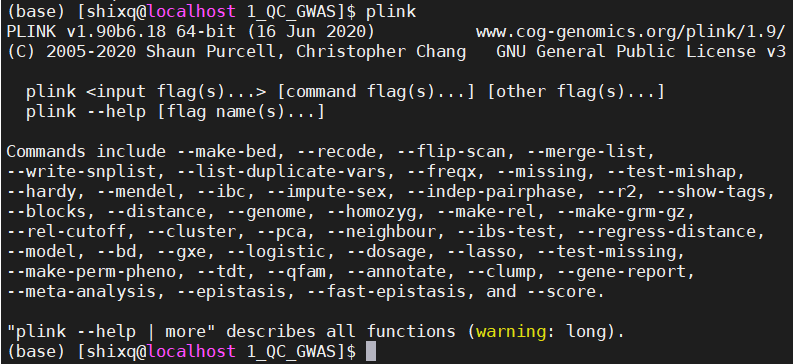 (base) [shixq@localhost 1_QC_GWAS]$ plink
PLINK v1.90b6.18 64-bit (16 Jun 2020)          www.cog-genomics.org/plink/1.9/
(C) 2005-2020 Shaun Purcell, Christopher Chang   GNU General Public License v3

  plink <input flag(s)...> [command flag(s)...] [other flag(s)...]
  plink --help [flag name(s)...]

Commands include --make-bed, --recode, --flip-scan, --merge-list,
--write-snplist, --list-duplicate-vars, --freqx, --missing, --test-mishap,
--hardy, --mendel, --ibc, --impute-sex, --indep-pairphase, --r2, --show-tags,
--blocks, --distance, --genome, --homozyg, --make-rel, --make-grm-gz,
--rel-cutoff, --cluster, --pca, --neighbour, --ibs-test, --regress-distance,
--model, --bd, --gxe, --logistic, --dosage, --lasso, --test-missing,
--make-perm-pheno, --tdt, --qfam, --annotate, --clump, --gene-report,
--meta-analysis, --epistasis, --fast-epistasis, and --score.

"plink --help | more" describes all functions (warning: long).
(base) [shixq@localhost 1_QC_GWAS]$